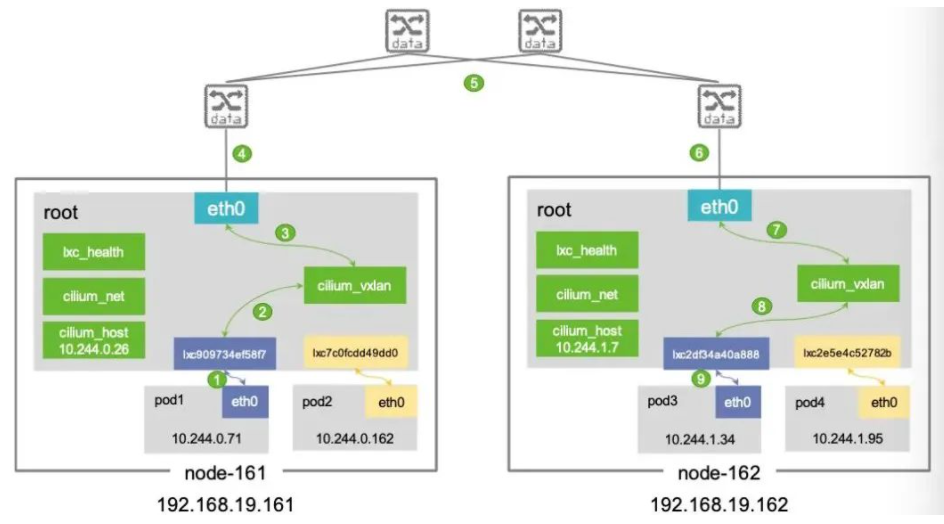 data
data
5
data
data
4
6
root
eth0
3
lxc_health
cilium_net
cilium_vxlan
2
cilium_host
10.244.0.26
lxc909734ef58f7
lxc7c0fcdd49dd0
1
pod1
eth0
10.244.0.71
pod2
eth0
10.244.0.162
node-161
192.168.19.161
root
eth0
7
lxc_health
cilium_net
cilium_vxlan
8
cilium_host
10.244.1.7
lxc2df34a40a888
lxc2e5e4c52782b
9
pod3
eth0
10.244.1.34
pod4
eth0
10.244.1.95
node-162
192.168.19.162